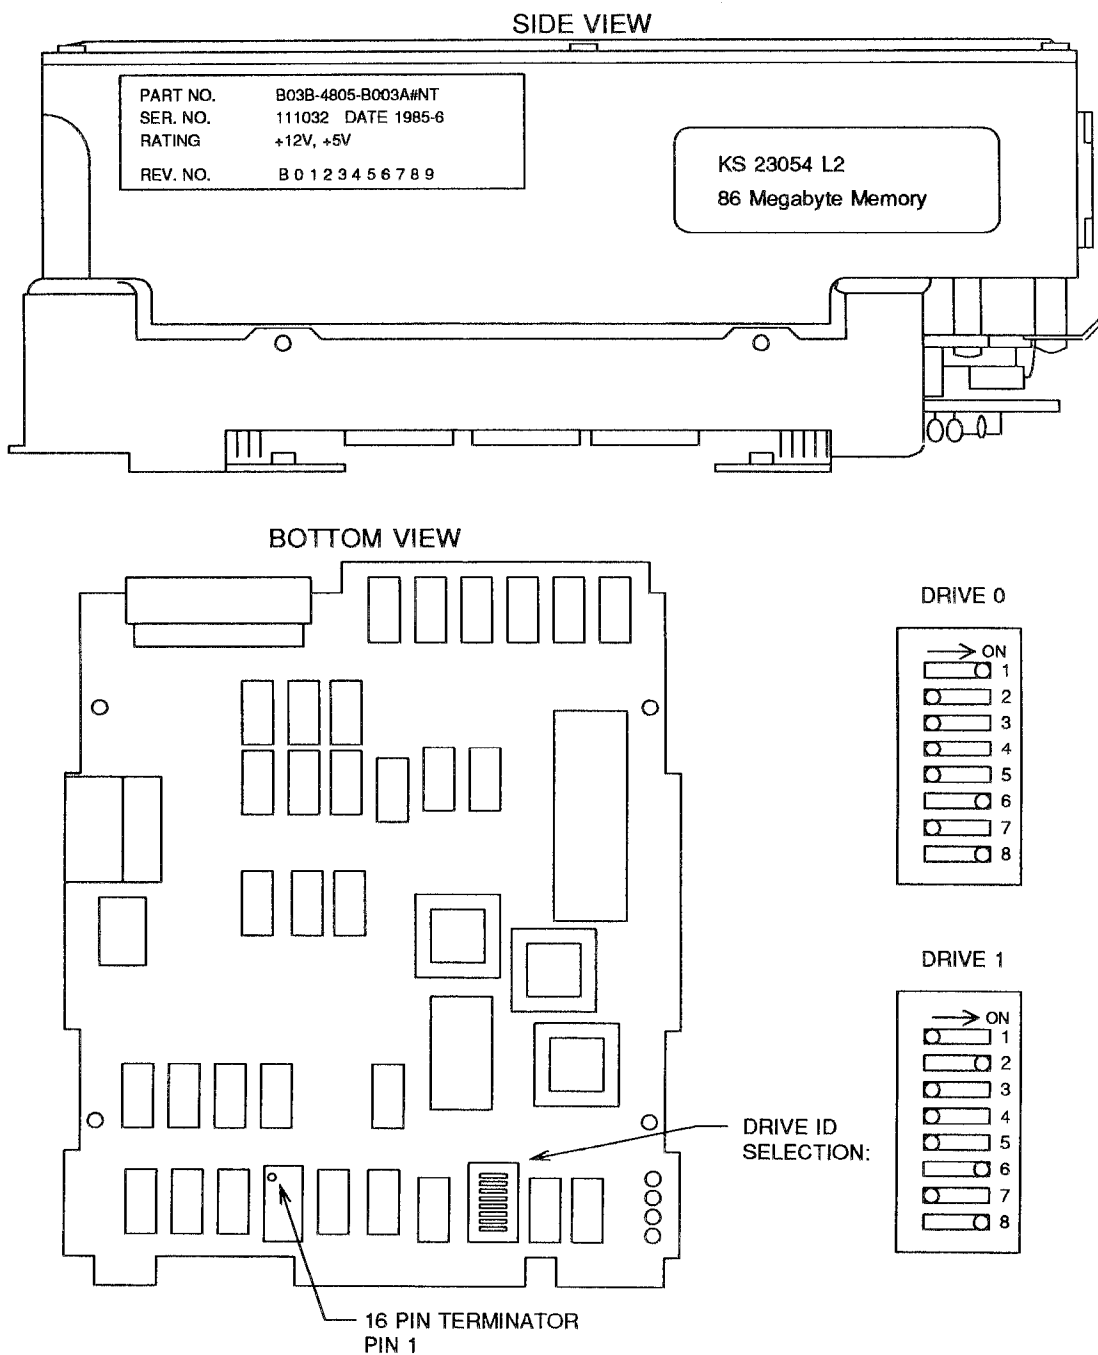 SIDE VIEW
PART NO. B03B-4805-B003A#NT
SER. NO. 111032 DATE 1985-6
RATING +12V, +5V
REV. NO. B 0 1 2 3 4 5 6 7 8 9
KS 23054 L2
86 Megabyte Memory
BOTTOM VIEW
DRIVE 0
ON
1
2
3
4
5
6
7
8
DRIVE 1
ON
1
2
3
4
5
6
7
8
DRIVE ID
SELECTION:
16 PIN TERMINATOR
PIN 1